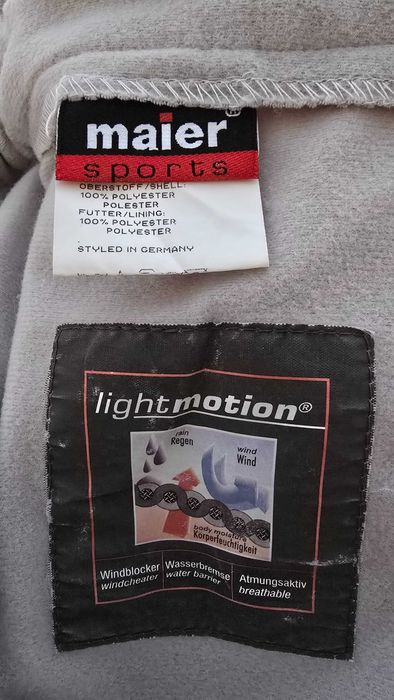 maier
sports
OBERSTOFF/SHELL:
100% POLYESTER
POLESTER
FUTTER/LINING:
100% POLYESTER
POLYESTER
STYLED IN GERMANY
lightmotion®
rain
Regen
wind
Wind
body moisture
Körperfeuchtigkeit
Windblocker
windcheater
Wasserbremse
water barrier
Atmungsaktiv
breathable